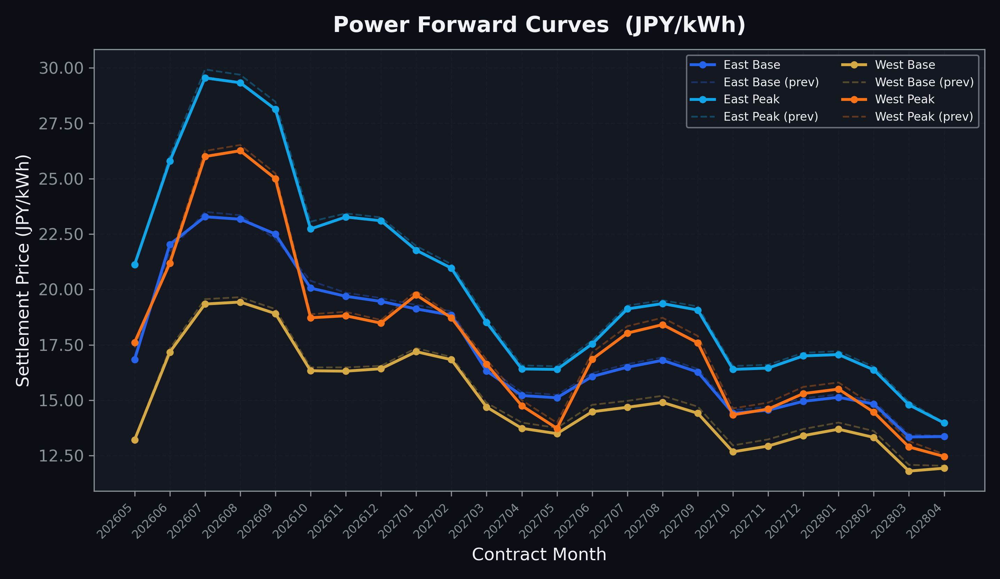 Power Forward Curves  (JPY/kWh)
East Base
East Base (prev)
East Peak
East Peak (prev)
West Base
West Base (prev)
West Peak
West Peak (prev)
Settlement Price (JPY/kWh)
30.00
27.50
25.00
22.50
20.00
17.50
15.00
12.50
202605
202606
202607
202608
202609
202610
202611
202612
202701
202702
202703
202704
202705
202706
202707
202708
202709
202710
202711
202712
202801
202802
202803
202804
Contract Month